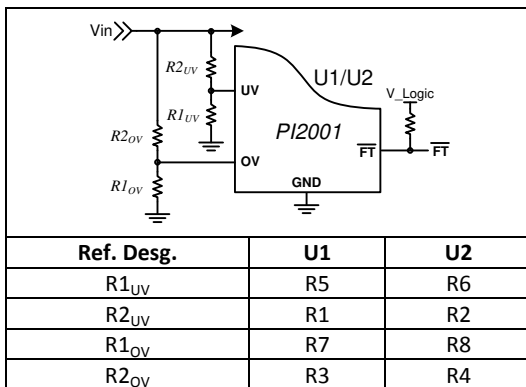 Vin
R2UV
U1/U2
UV
V_Logic
R1UV
R2OV
PI2001
FT FT
OV
R1OV
GND
Ref. Desg. U1 U2
R1UV R5 R6
R2UV R1 R2
R1OV R7 R8
R2OV R3 R4